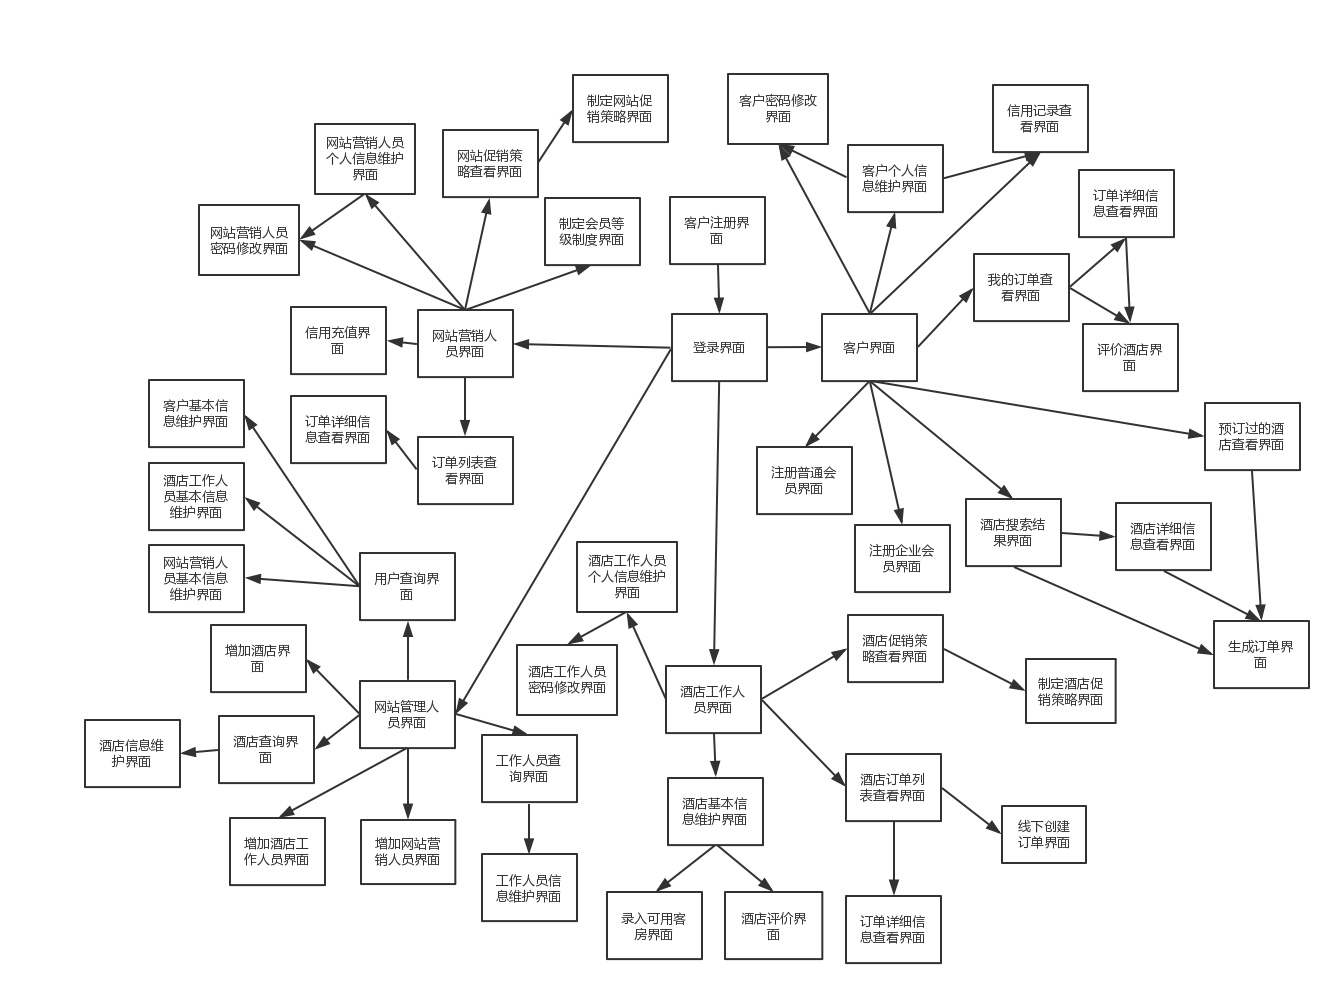 制定网站促
销策略界面
客户密码修改
界面
信用记录查
看界面
网站营销人员
个人信息维护
界面
网站促销策
略查看界面
客户个人信
息维护界面
订单详细信
息查看界面
网站营销人员
密码修改界面
制定会员等
级制度界面
客户注册界
面
我的订单查
看界面
信用充值界
面
网站营销人
员界面
登录界面
客户界面
评价酒店界
面
客户基本信
息维护界面
订单详细信
息查看界面
订单列表查
看界面
预订过的酒
店查看界面
注册普通会
员界面
酒店工作人
员基本信息
维护界面
酒店搜索结
果界面
酒店详细信
息查看界面
注册企业会
员界面
网站营销人
员基本信息
维护界面
用户查询界
面
酒店工作人员
个人信息维护
界面
增加酒店界
面
酒店促销策
略查看界面
生成订单界
面
酒店工作人员
密码修改界面
酒店工作人
员界面
制定酒店促
销策略界面
网站管理人
员界面
酒店信息维
护界面
酒店查询界
面
工作人员查
询界面
酒店基本信
息维护界面
酒店订单列
表查看界面
线下创建
订单界面
增加酒店工
作人员界面
增加网站营
销人员界面
工作人员信
息维护界面
录入可用客
房界面
酒店评价界
面
订单详细信
息查看界面